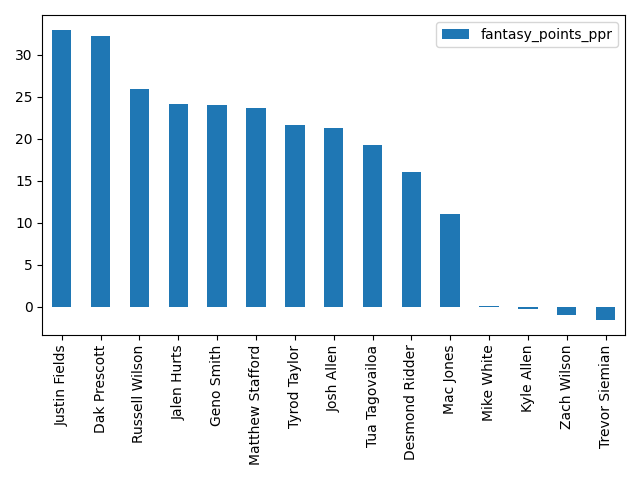 fantasy_points_ppr
30
25
20
15
10
5
0
Justin Fields
Dak Prescott
Russell Wilson
Jalen Hurts
Geno Smith
Matthew Stafford
Tyrod Taylor
Josh Allen
Tua Tagovailoa
Desmond Ridder
Mac Jones
Mike White
Kyle Allen
Zach Wilson
Trevor Siemian